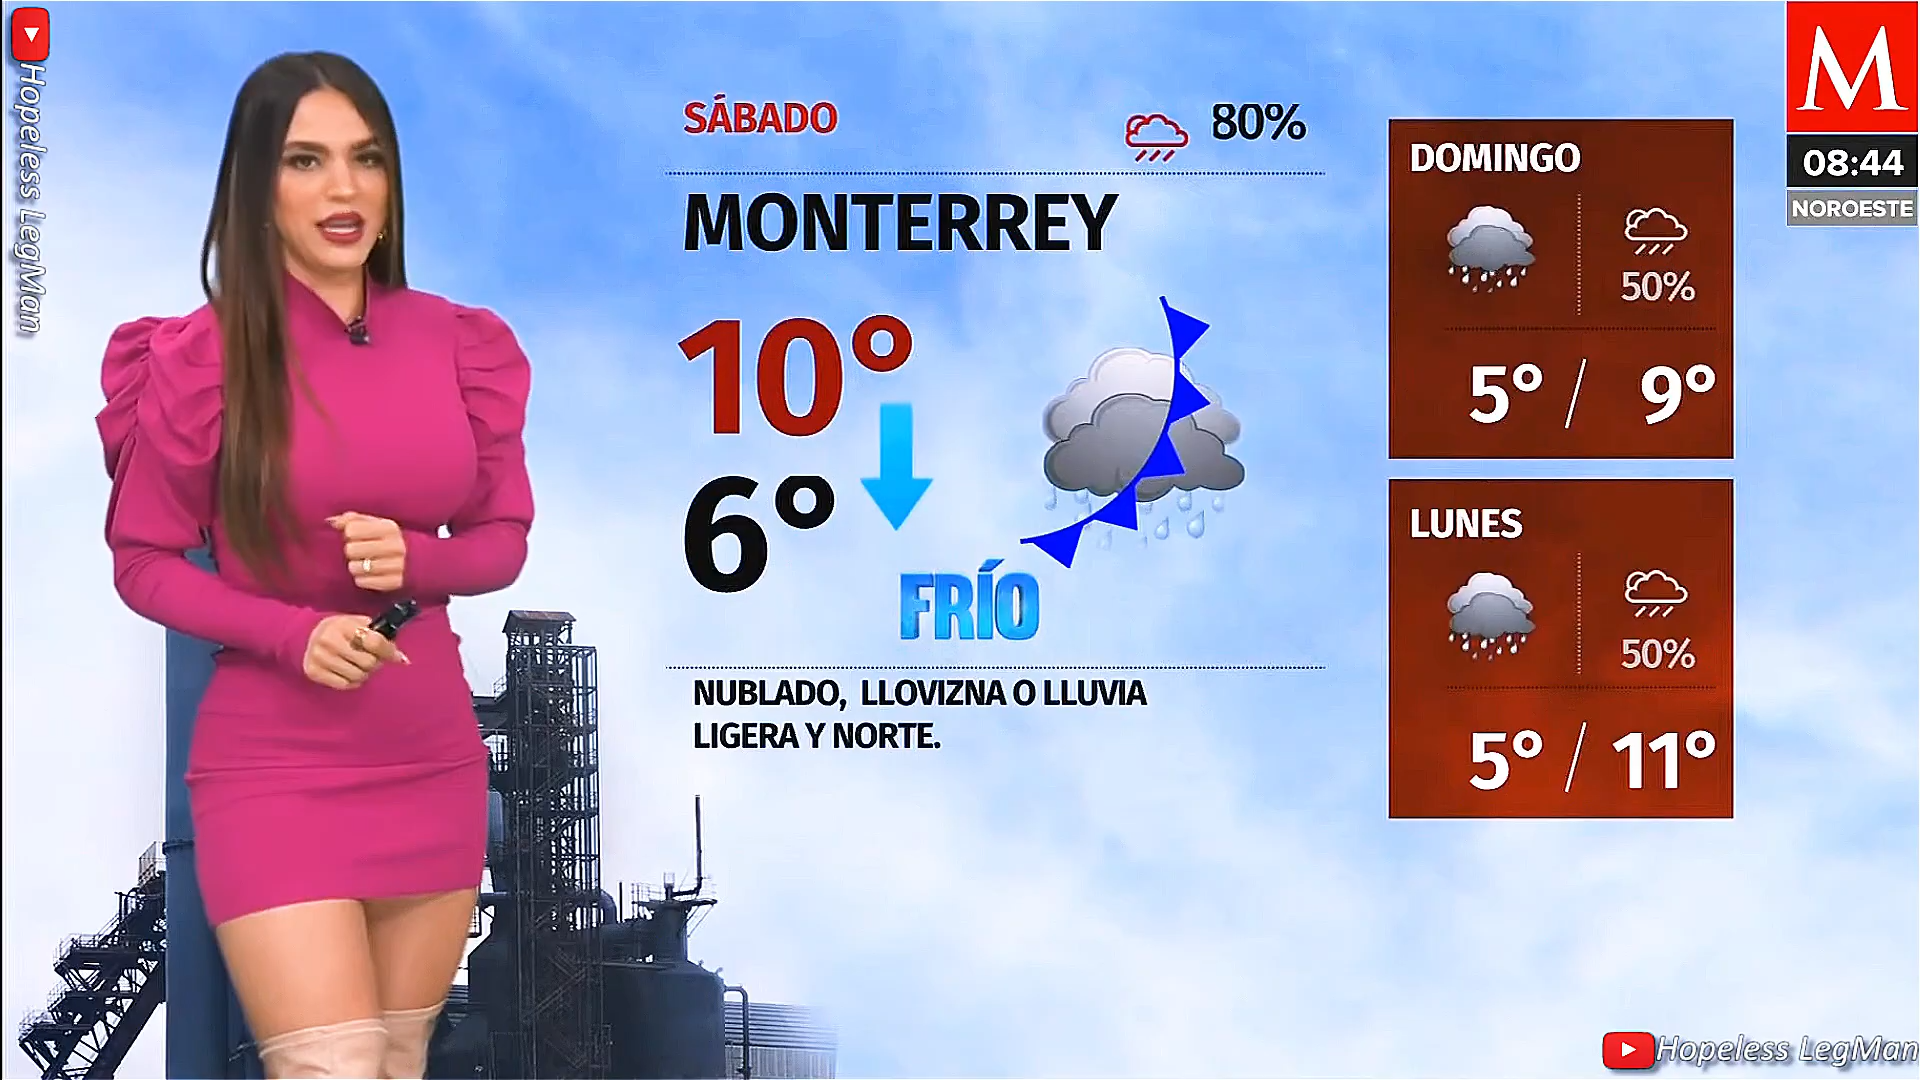 Hopeless LegMan
SÁBADO
80%
MONTERREY
10°
6°
FRÍO
NUBLADO, LLOVIZNA O LLUVIA
LIGERA Y NORTE.
DOMINGO
50%
5° / 9°
LUNES
50%
5° / 11°
M
08:44
NOROESTE
Hopeless LegMan